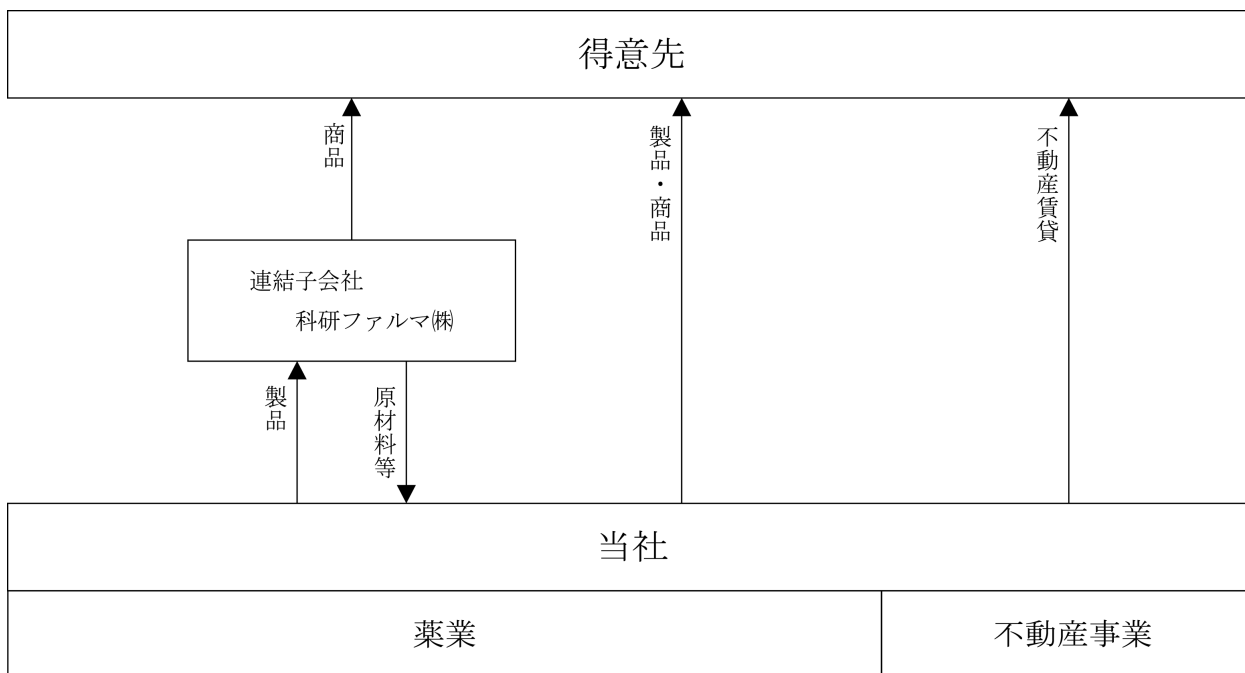 得意先
商品
製品・商品
不動産賃貸
連結子会社
科研ファルマ㈱
製品
原材料等
当社
薬業
不動産事業